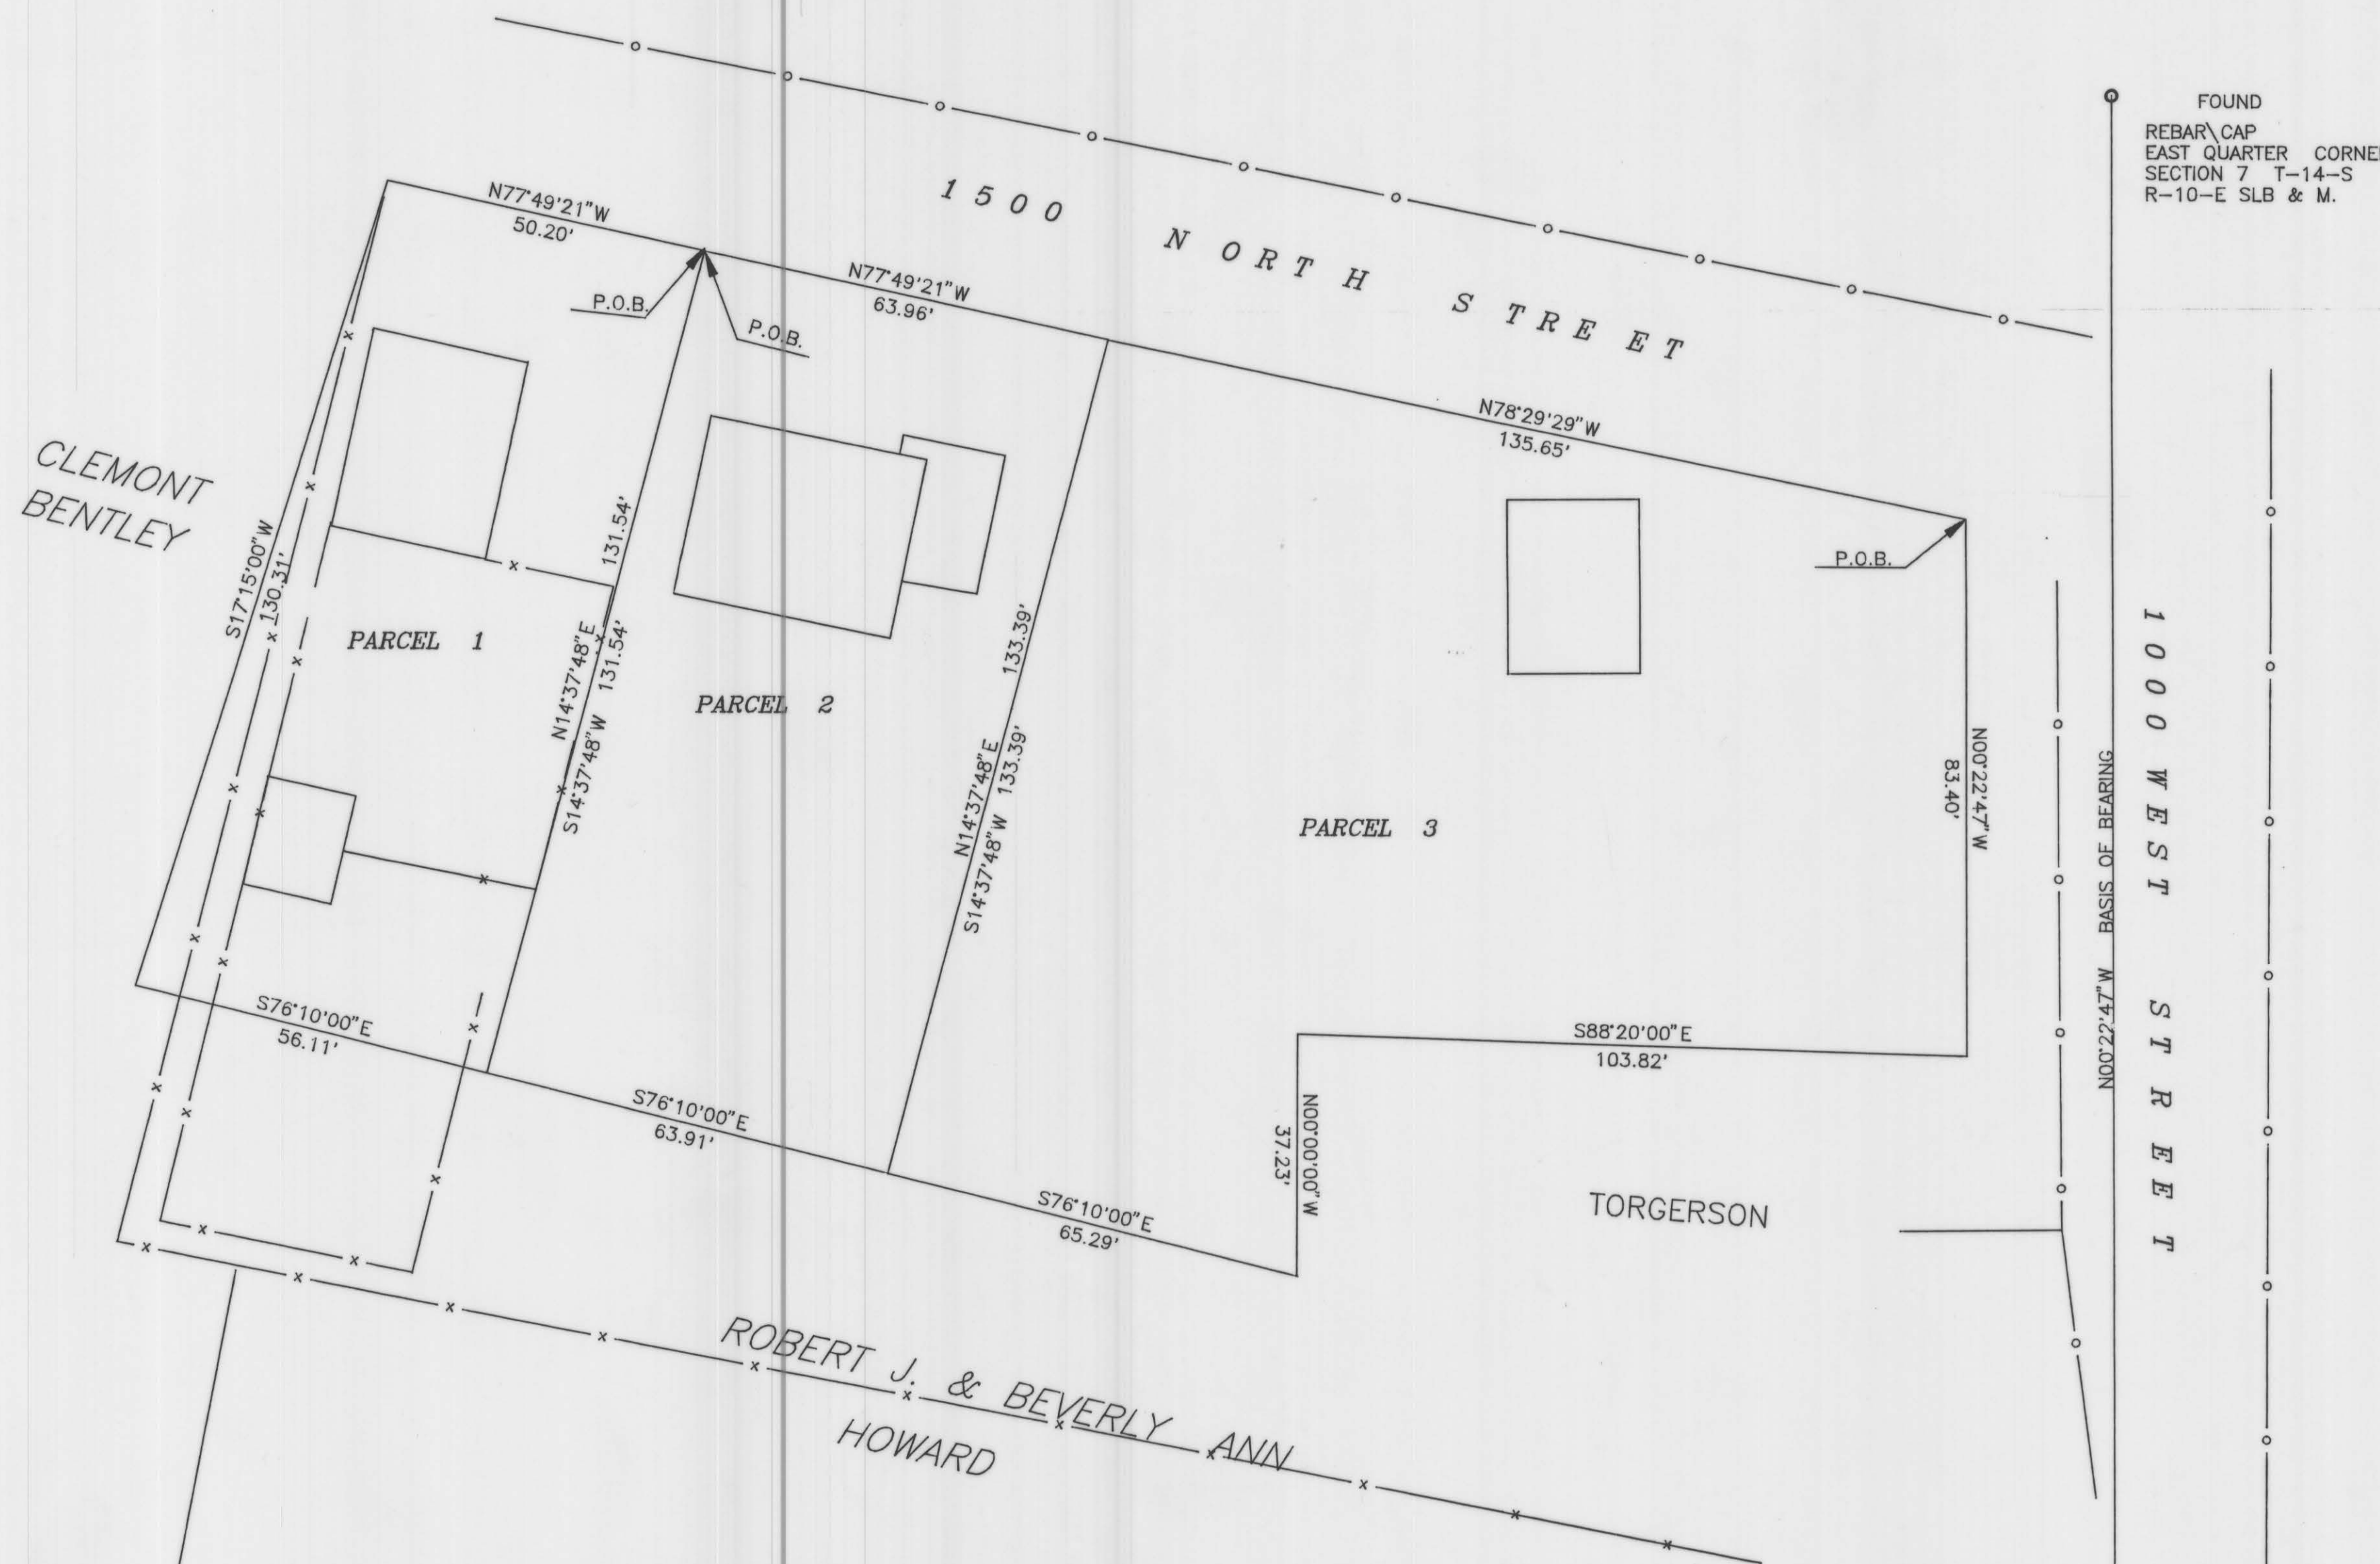 FOUND
REBAR\CAP
EAST QUARTER CORNE
SECTION 7 T-14-S
R-10-E SLB & M.
1500 NORTH STREET
N77°49'21"W
50.20'
P.O.B.
P.O.B.
N77°49'21"W
63.96'
N78°29'29"W
135.65'
P.O.B.
CLEMONT
BENTLEY
S17°15'00"W
130.31'
PARCEL 1
N14°37'48"E 131.54'
S14°37'48"W 131.54'
PARCEL 2
N14°37'48"E 133.39'
S14°37'48"W 133.39'
PARCEL 3
N00°22'47"W
83.40'
N00°22'47"W BASIS OF BEARING
1000 WEST STREET
S76°10'00"E
56.11'
S76°10'00"E
63.91'
S76°10'00"E
65.29'
N00°00'00"W
37.23'
S88°20'00"E
103.82'
TORGERSON
ROBERT J. & BEVERLY ANN
HOWARD